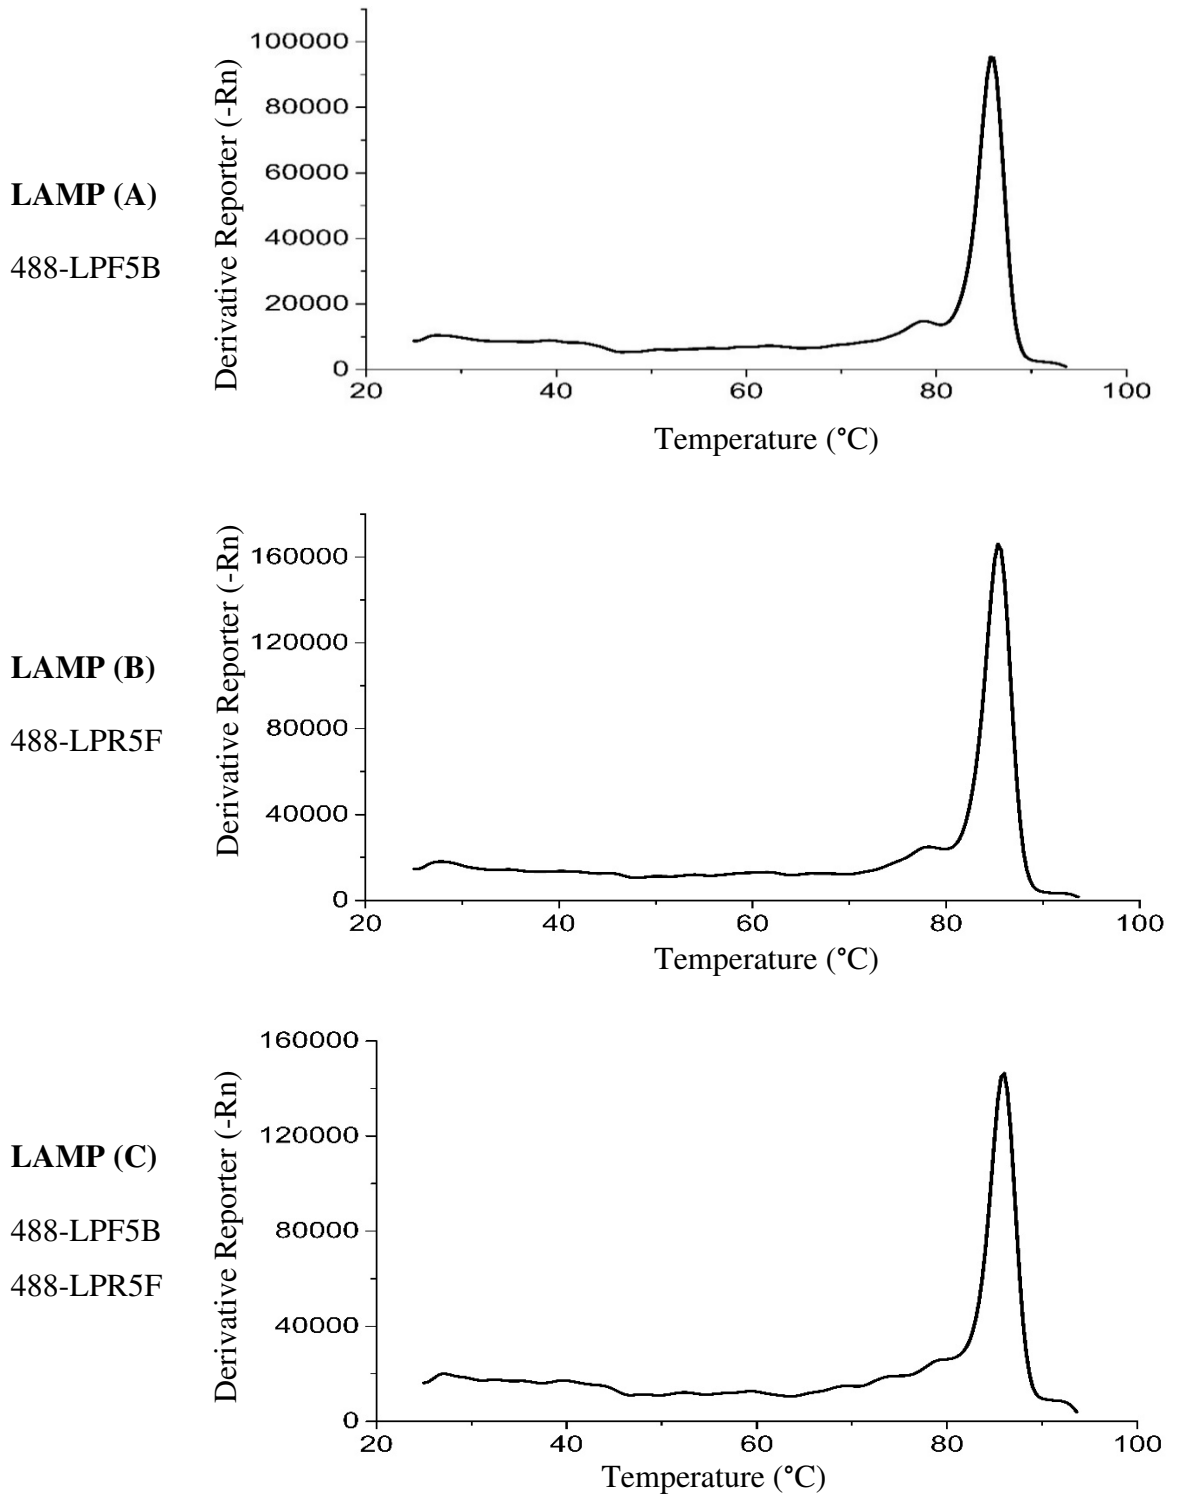 LAMP (A)
488-LPF5B
Derivative Reporter (-Rn)
100000
80000
60000
40000
20000
0
20 40 60 80 100
Temperature (°C)
LAMP (B)
488-LPR5F
Derivative Reporter (-Rn)
160000
120000
80000
40000
0
20 40 60 80 100
Temperature (°C)
LAMP (C)
488-LPF5B
488-LPR5F
Derivative Reporter (-Rn)
160000
120000
80000
40000
0
20 40 60 80 100
Temperature (°C)